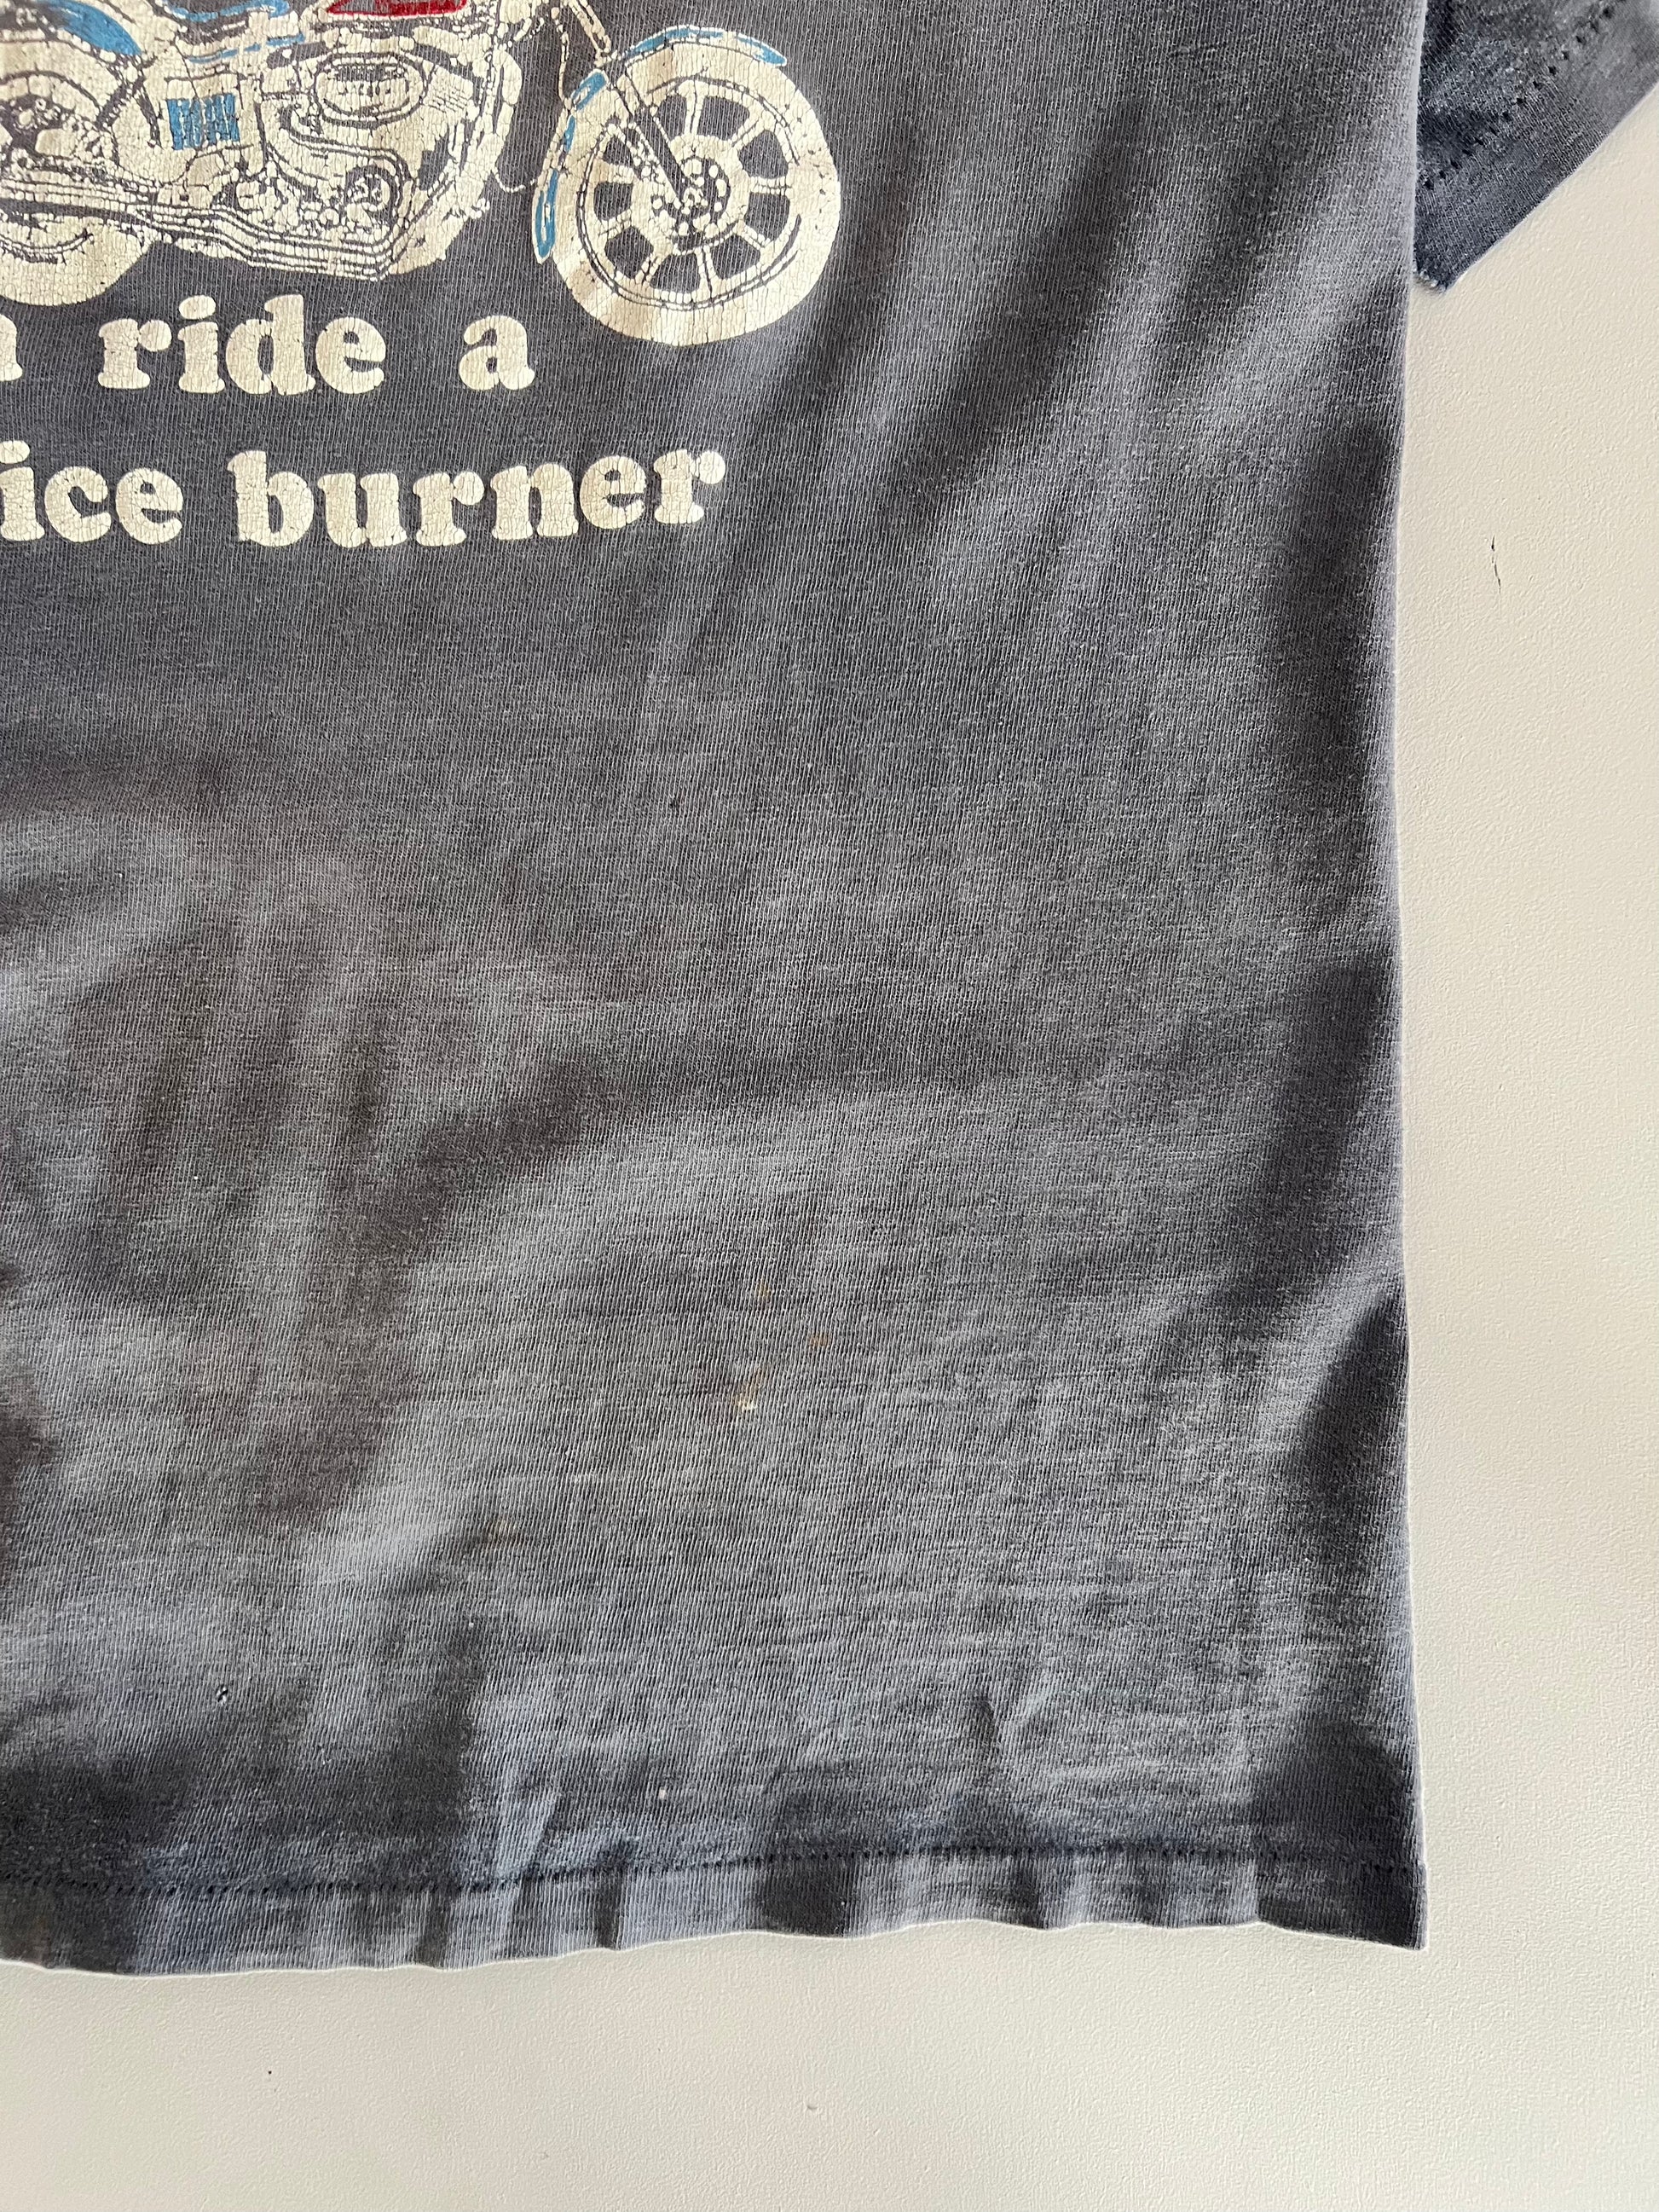 ride a
ice burner